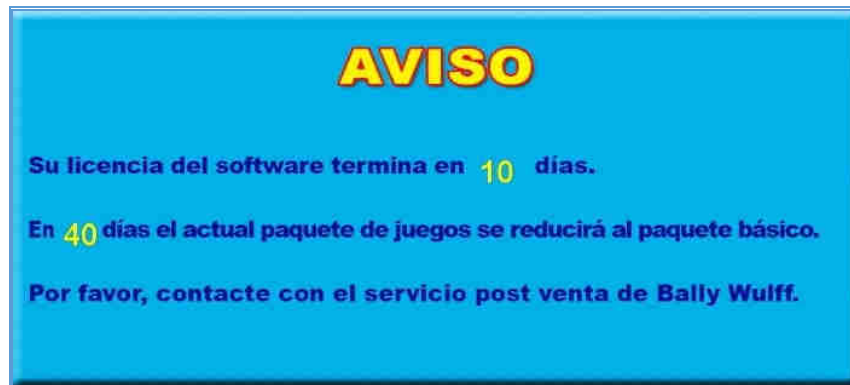 AVISO
Su licencia del software termina en 10 días.
En 40 días el actual paquete de juegos se reducirá al paquete básico.
Por favor, contacte con el servicio post venta de Bally Wulff.